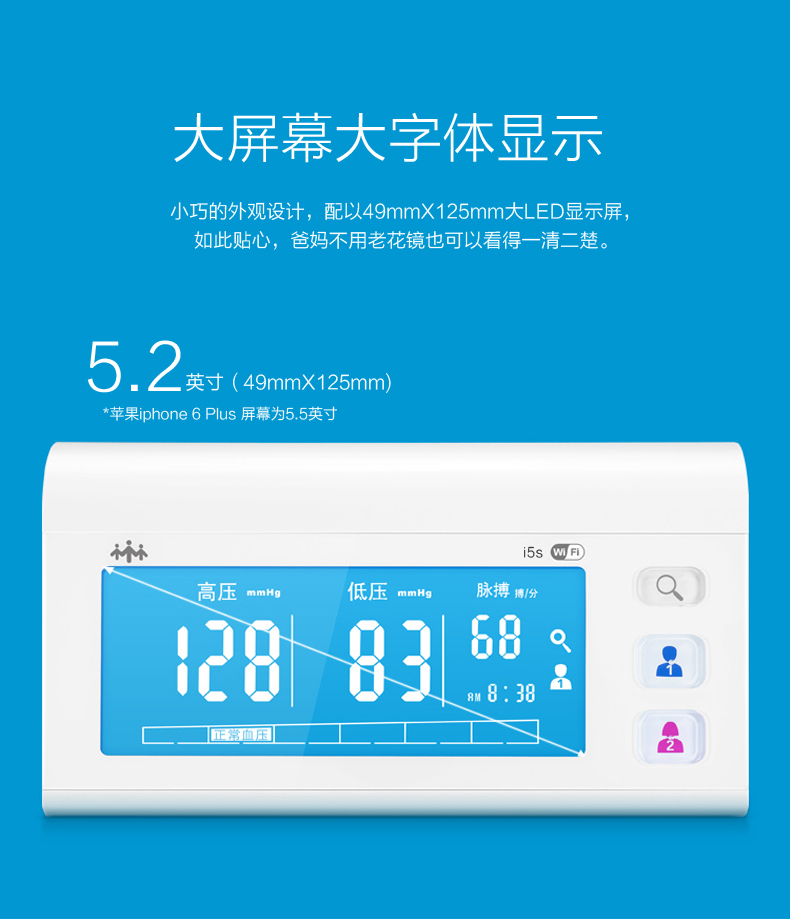 大屏幕大字体显示
小巧的外观设计，配以49mmX125mm大LED显示屏，
如此贴心，爸妈不用老花镜也可以看得一清二楚。
5.2英寸（49mmX125mm)
*苹果iphone 6 Plus 屏幕为5.5英寸
i5s WiFi
高压 mmHg 低压 mmHg 脉搏 搏/分
128 83 68
1
AM 8:38
正常血压
1
2